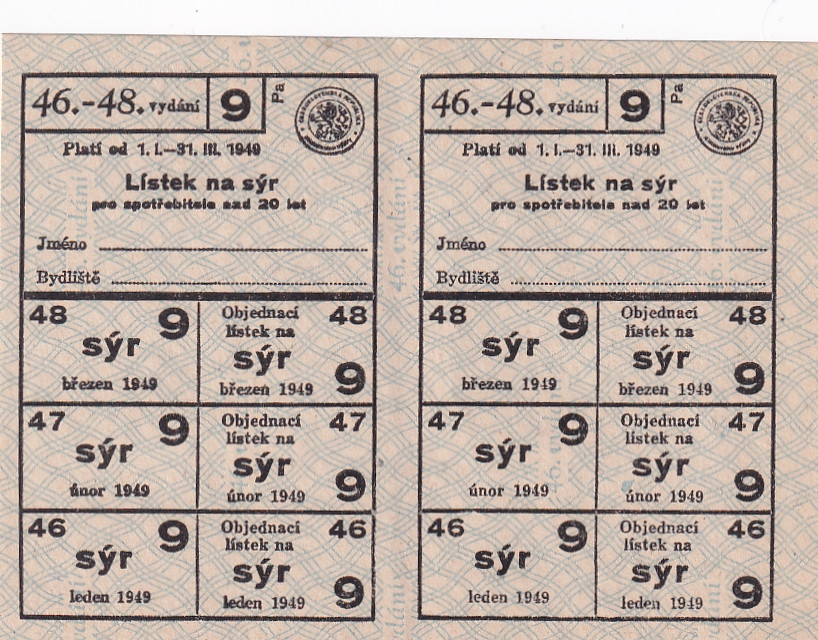 46.-48. vydání 9 Pa
Platí od 1. I.—31. III. 1949
Lístek na sýr
pro spotřebitele nad 20 let
Jméno
Bydliště
48 9
sýr
březen 1949
Objednací 48
lístek na
sýr
březen 1949 9
47 9
sýr
únor 1949
Objednací 47
lístek na
sýr
únor 1949 9
46 9
sýr
leden 1949
Objednací 46
lístek na
sýr
leden 1949 9
46.-48. vydání 9 Pa
Platí od 1. I.—31. III. 1949
Lístek na sýr
pro spotřebitele nad 20 let
Jméno
Bydliště
48 9
sýr
březen 1949
Objednací 48
lístek na
sýr
březen 1949 9
47 9
sýr
únor 1949
Objednací 47
lístek na
sýr
únor 1949 9
46 9
sýr
leden 1949
Objednací 46
lístek na
sýr
leden 1949 9
46. vydání